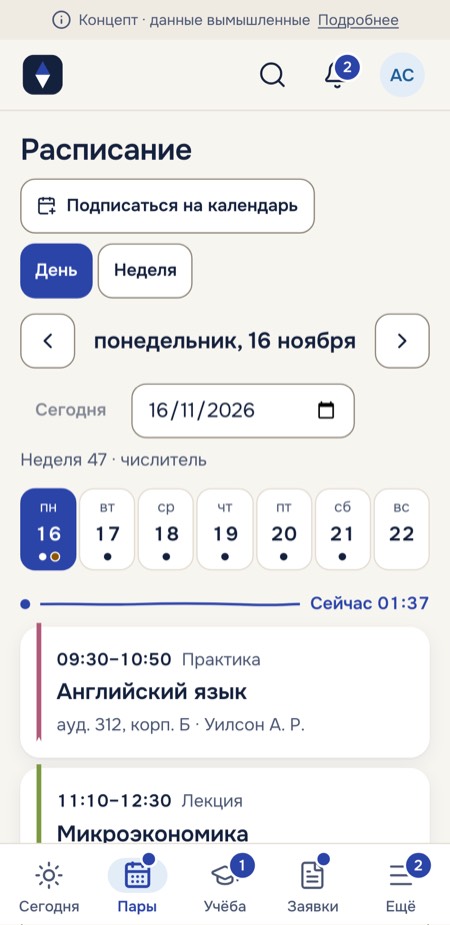 Концепт · данные вымышленные Подробнее
2
АС
Расписание
Подписаться на календарь
День Неделя
понедельник, 16 ноября
Сегодня 16/11/2026
Неделя 47 · числитель
пн вт ср чт пт сб вс
16 17 18 19 20 21 22
Сейчас 01:37
09:30–10:50 Практика
Английский язык
ауд. 312, корп. Б · Уилсон А. Р.
11:10–12:30 Лекция
Микроэкономика
1 2
Сегодня Пары Учёба Заявки Ещё